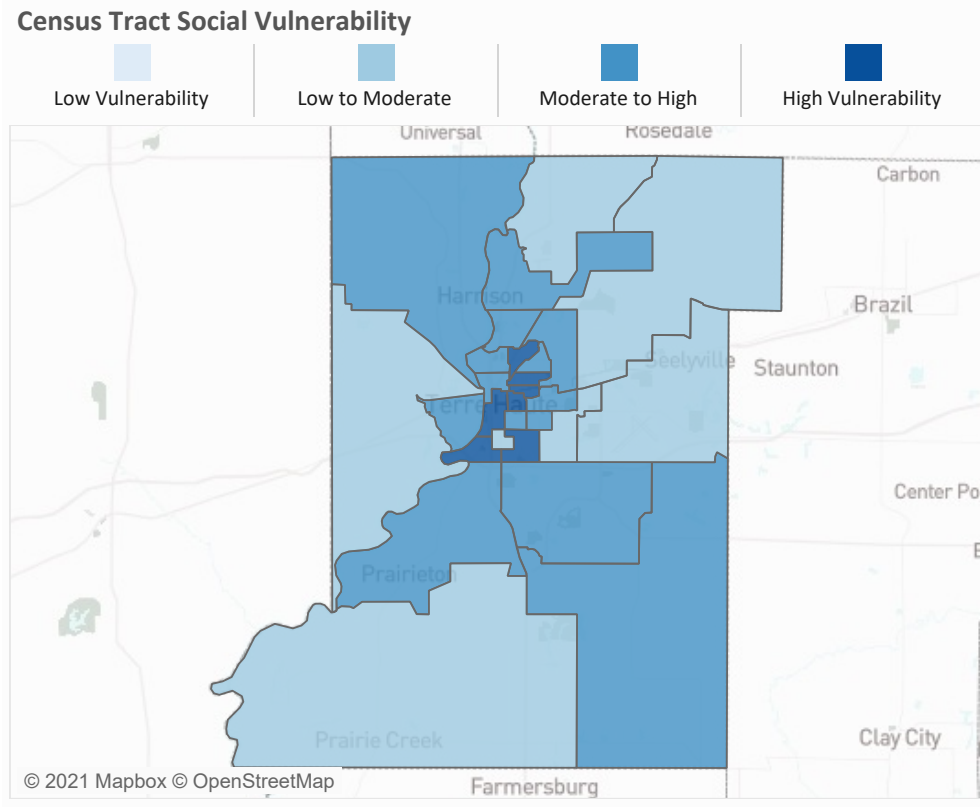 Census Tract Social Vulnerability
Low Vulnerability
Low to Moderate
Moderate to High
High Vulnerability
Universal
Rosedale
Carbon
Harrison
Brazil
Seelyville
Staunton
Terre Haute
Center Po
E
Prairieton
Prairie Creek
Clay City
© 2021 Mapbox © OpenStreetMap
Farmersburg